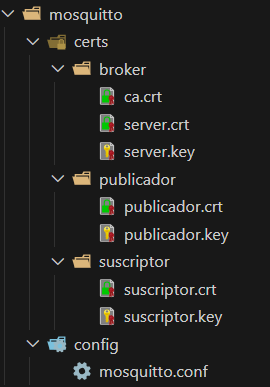 mosquitto
certs
broker
ca.crt
server.crt
server.key
publicador
publicador.crt
publicador.key
suscriptor
suscriptor.crt
suscriptor.key
config
mosquitto.conf